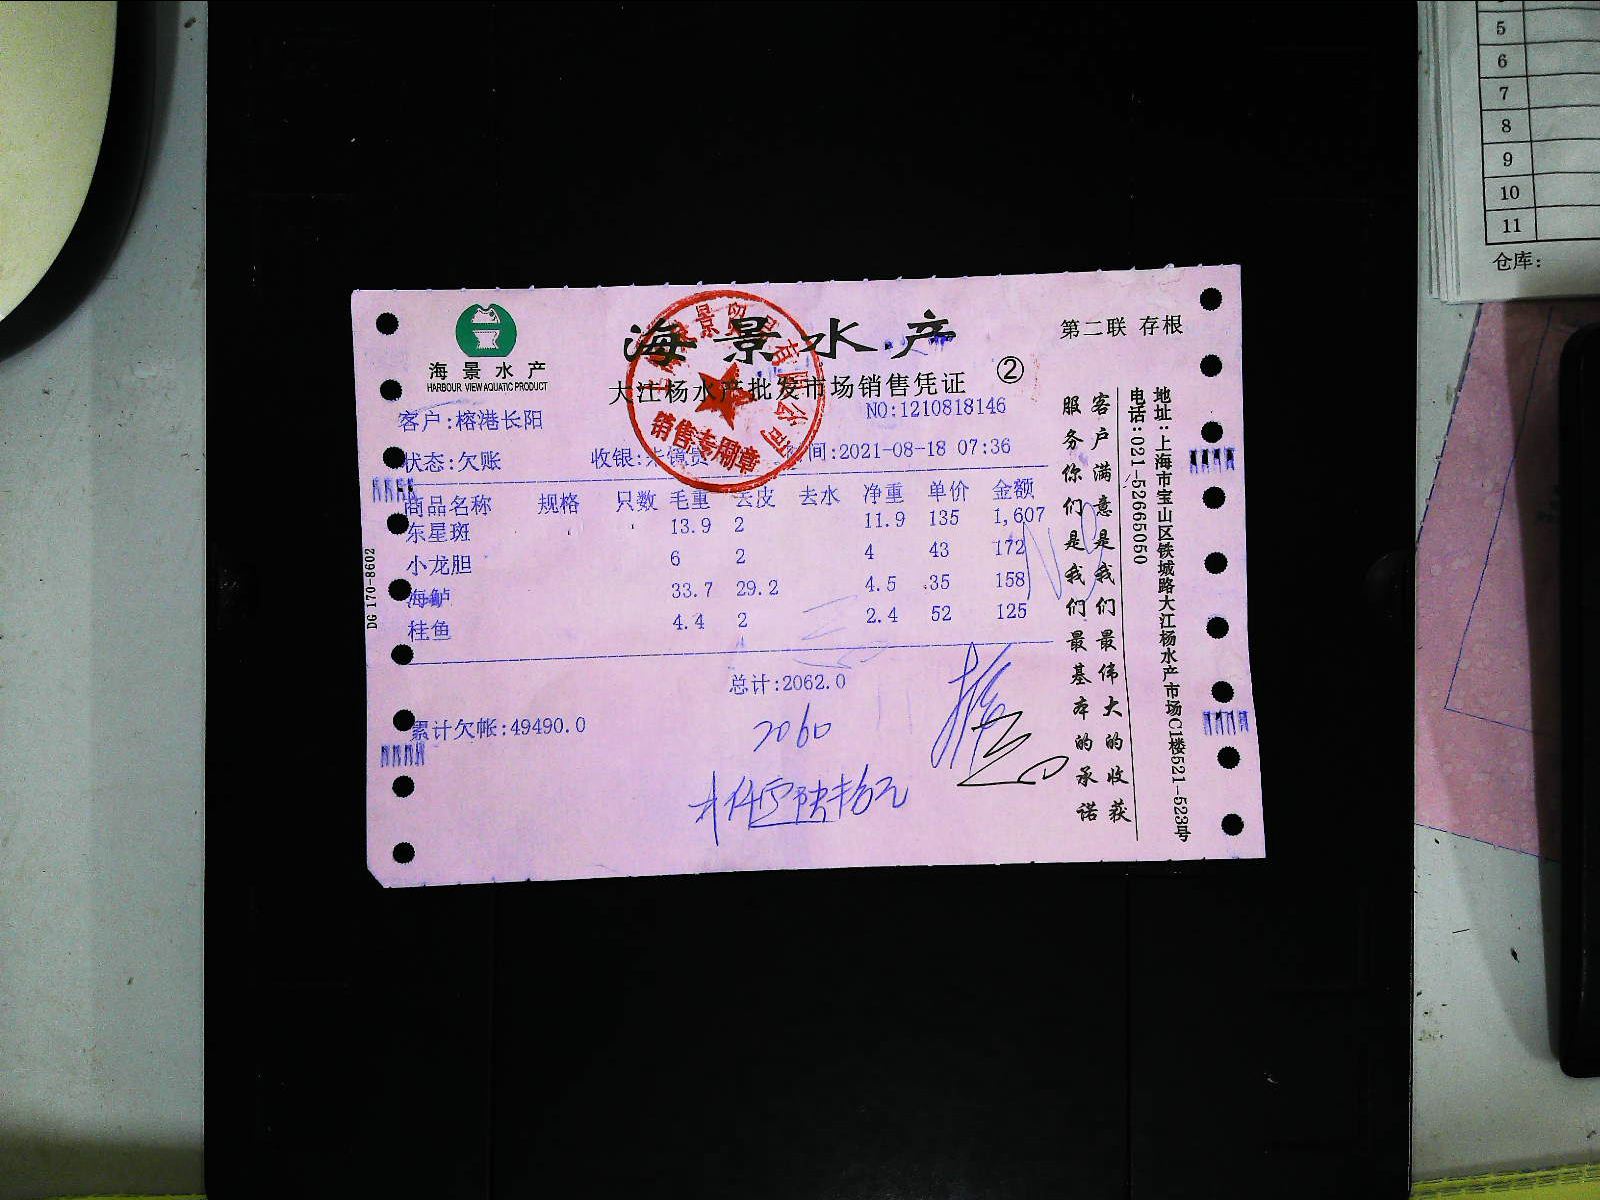 海景水产
HARBOUR VIEW AQUATIC PRODUCT
海景水产
大江杨水产批发市场销售凭证
②
第二联 存根
客户:榕港长阳
NO:1210818146
状态:欠账
收银:
间:2021-08-18 07:36
销售专用章
商品名称 规格 只数 毛重 去皮 去水 净重 单价 金额
东星斑 13.9 2 11.9 135 1,607
小龙胆 6 2 4 43 172
海鲈 33.7 29.2 4.5 35 158
桂鱼 4.4 2 2.4 52 125
总计:2062.0
累计欠帐:49490.0
2060
客户满意是我们最伟大的收获
服务你们是我们最基本的承诺
地址:上海市宝山区铁城路大江杨水产市场C1楼521-523号
电话:021-52665050
DG 170-8602
5
6
7
8
9
10
11
仓库: